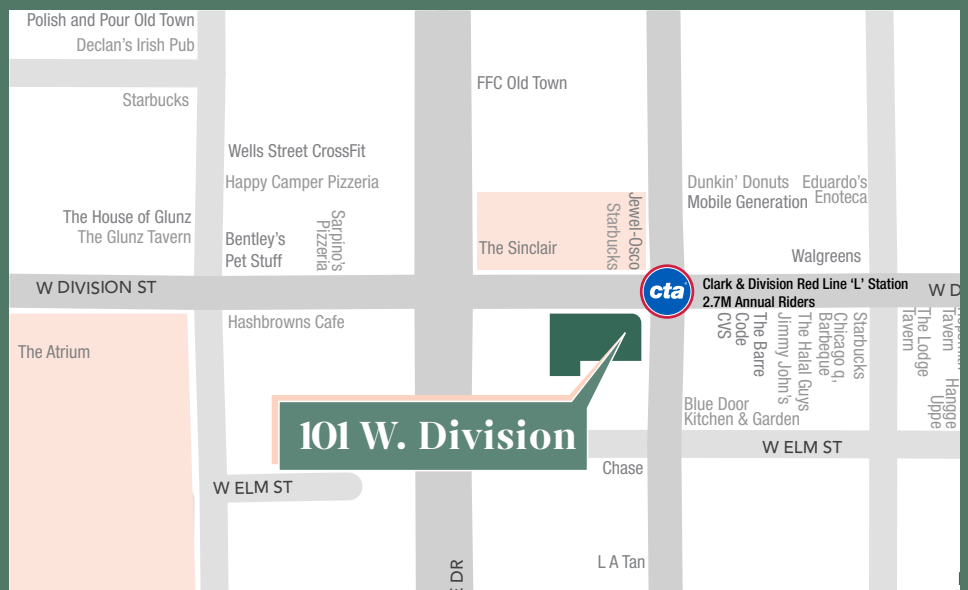 Polish and Pour Old Town
Declan's Irish Pub
Starbucks
FFC Old Town
Wells Street CrossFit
Happy Camper Pizzeria
The House of Glunz
The Glunz Tavern
Bentley's
Pet Stuff
Sarpino's
Pizzeria
The Sinclair
Starbucks
Jewel-Osco
Dunkin' Donuts
Mobile Generation
Eduardo's
Enoteca
Walgreens
W DIVISION ST
cta
Clark & Division Red Line 'L' Station
2.7M Annual Riders
W D
The Atrium
Hashbrowns Cafe
101 W. Division
CVS
Code
The Barre
Jimmy John's
The Halal Guys
Chicago q,
Barbeque
Starbucks
The Lodge
Tavern
Tavern
Hangge
Uppe
Blue Door
Kitchen & Garden
W ELM ST
Chase
W ELM ST
L A Tan
DR